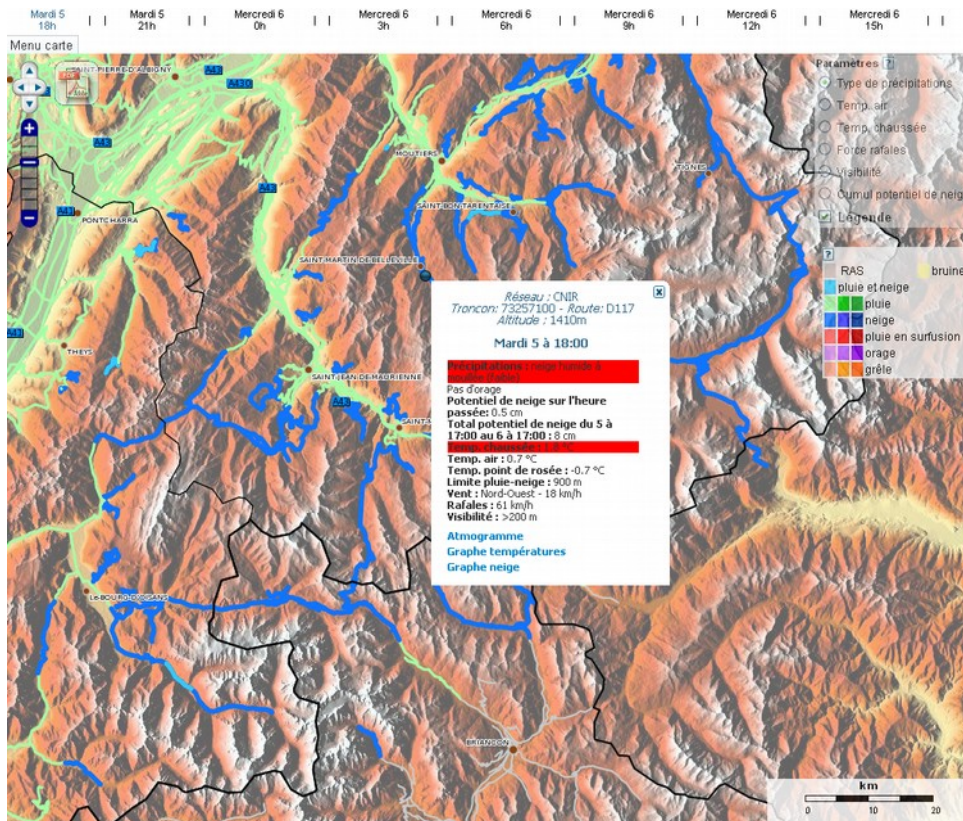 Mardi 5 Mardi 5 Mercredi 6 Mercredi 6 Mercredi 6 Mercredi 6 Mercredi 6 Mercredi 6
18h 21h 0h 3h 6h 9h 12h 15h
Menu carte
SAINT-PIERRE-D'ALBIGNY
A43
A430
PDF
A43
A43
A41
PONTCHARRA
MOUTIERS
SAINT-BON-TARENTAISE
TIGNES
SAINT-MARTIN-DE-BELLEVILLE
A41
THEYS
SAINT-JEAN-DE-MAURIENNE
A43
LE-BOURG-D'OISANS
BRIANCON
Paramètres ?
Type de précipitations
Temp. air
Temp. chaussée
Force rafales
Visibilité
Cumul potentiel de neig
Légende
?
RAS bruine
pluie et neige
pluie
neige
pluie en surfusion
orage
grêle
Réseau : CNIR
Troncon: 73257100 - Route: D117
Altitude : 1410m
Mardi 5 à 18:00
Précipitations : neige humide à
mouillée (faible)
Pas d'orage
Potentiel de neige sur l'heure
passée: 0.5 cm
Total potentiel de neige du 5 à
17:00 au 6 à 17:00 : 8 cm
Temp. chaussée :
Temp. air : 0.7 °C
Temp. point de rosée : -0.7 °C
Limite pluie-neige : 900 m
Vent : Nord-Ouest - 18 km/h
Rafales : 61 km/h
Visibilité : >200 m
Atmogramme
Graphe températures
Graphe neige
km
0 10 20